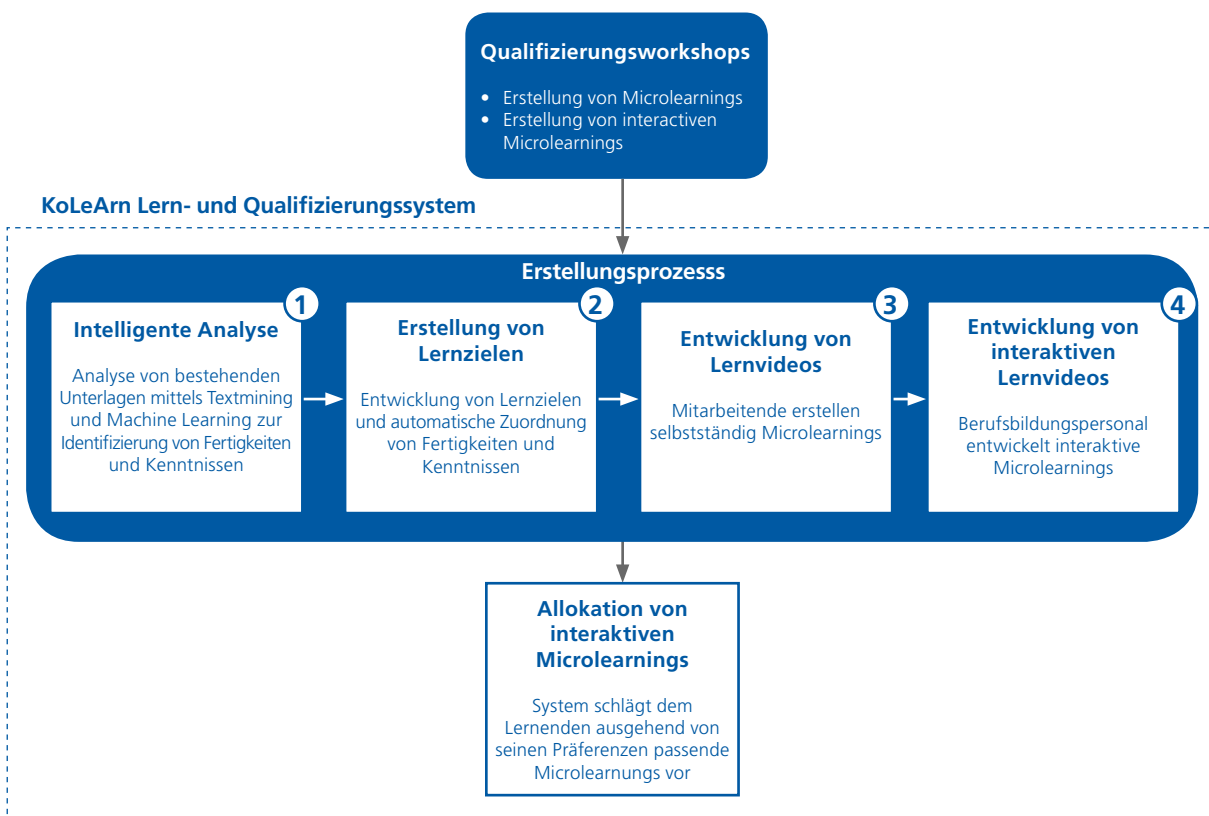 Qualifizierungsworkshops
• Erstellung von Microlearnings
• Erstellung von interactiven
Microlearnings
KoLeArn Lern- und Qualifizierungssystem
Erstellungsprozesss
1
Intelligente Analyse
Analyse von bestehenden
Unterlagen mittels Textmining
und Machine Learning zur
Identifizierung von Fertigkeiten
und Kenntnissen
2
Erstellung von
Lernzielen
Entwicklung von Lernzielen
und automatische Zuordnung
von Fertigkeiten und
Kenntnissen
3
Entwicklung von
Lernvideos
Mitarbeitende erstellen
selbstständig Microlearnings
4
Entwicklung von
interaktiven
Lernvideos
Berufsbildungspersonal
entwickelt interaktive
Microlearnings
Allokation von
interaktiven
Microlearnings
System schlägt dem
Lernenden ausgehend von
seinen Präferenzen passende
Microlearnungs vor